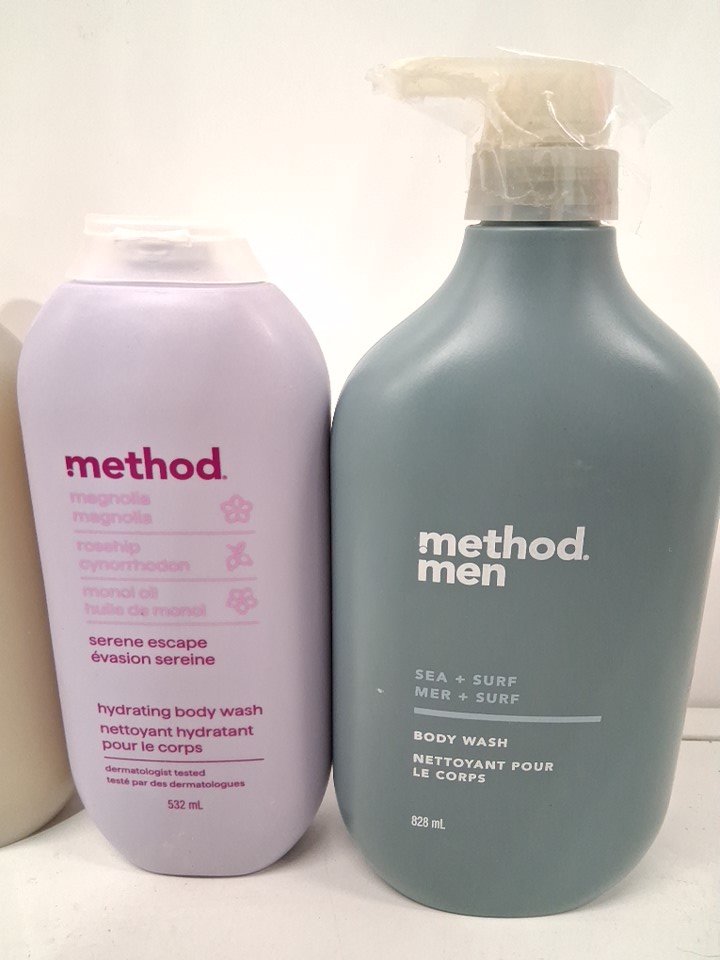 method.
magnolia
magnolia
rosehip
cynorrhodon
monoi oil
huile de monoï
serene escape
évasion sereine
hydrating body wash
nettoyant hydratant
pour le corps
dermatologist tested
testé par des dermatologues
532 mL
method.
men
SEA + SURF
MER + SURF
BODY WASH
NETTOYANT POUR
LE CORPS
828 mL